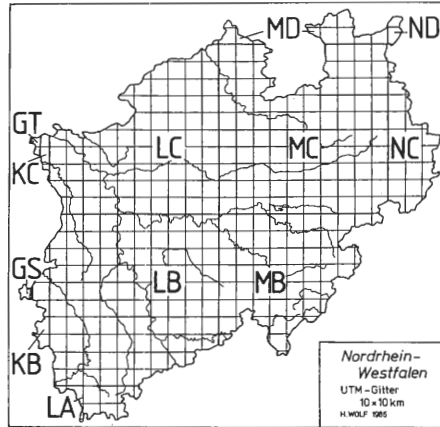 MD ND
GT LC MC NC
KC
GS LB MB
KB
LA
Nordrhein-
Westfalen
UTM-Gitter
10 x 10 km
H. WOLF 1985